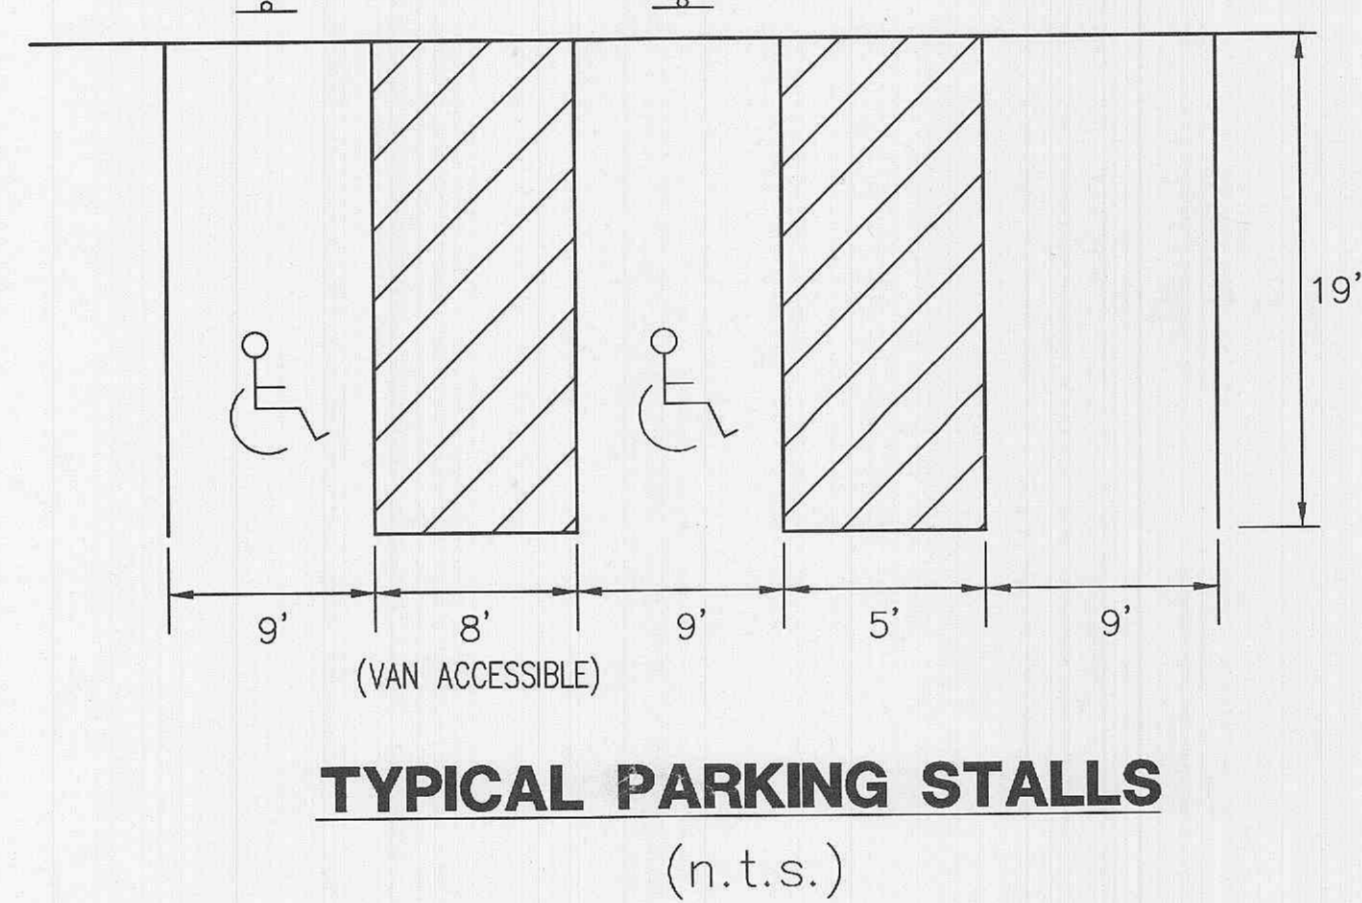 19'
9' 8' 9' 5' 9'
(VAN ACCESSIBLE)
TYPICAL PARKING STALLS
(n.t.s.)